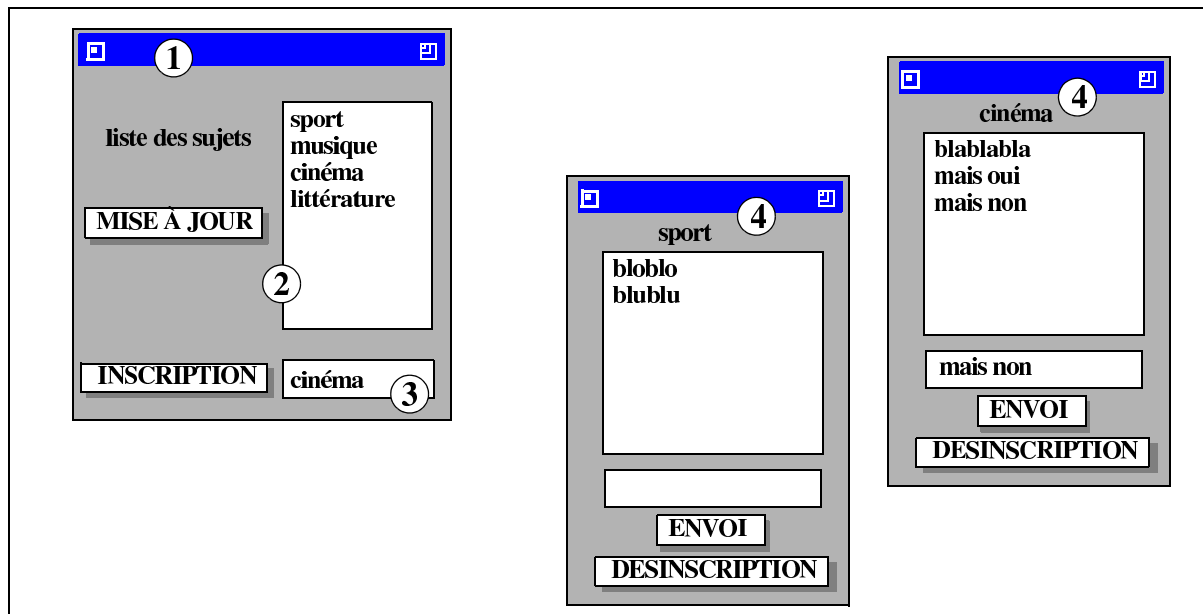 1
liste des sujets
sport
musique
cinéma
littérature
MISE À JOUR
2
INSCRIPTION
cinéma
3
4
sport
bloblo
blublu
ENVOI
DESINSCRIPTION
4
cinéma
blablabla
mais oui
mais non
mais non
ENVOI
DESINSCRIPTION